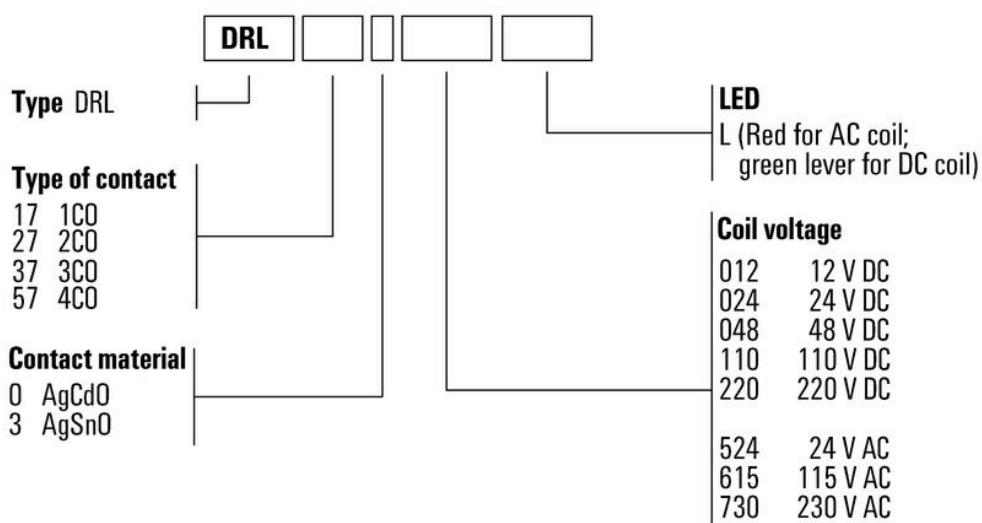 DRL
Type DRL
Type of contact
17 1CO
27 2CO
37 3CO
57 4CO
Contact material
0 AgCdO
3 AgSnO
LED
L (Red for AC coil;
green lever for DC coil)
Coil voltage
012 12 V DC
024 24 V DC
048 48 V DC
110 110 V DC
220 220 V DC
524 24 V AC
615 115 V AC
730 230 V AC